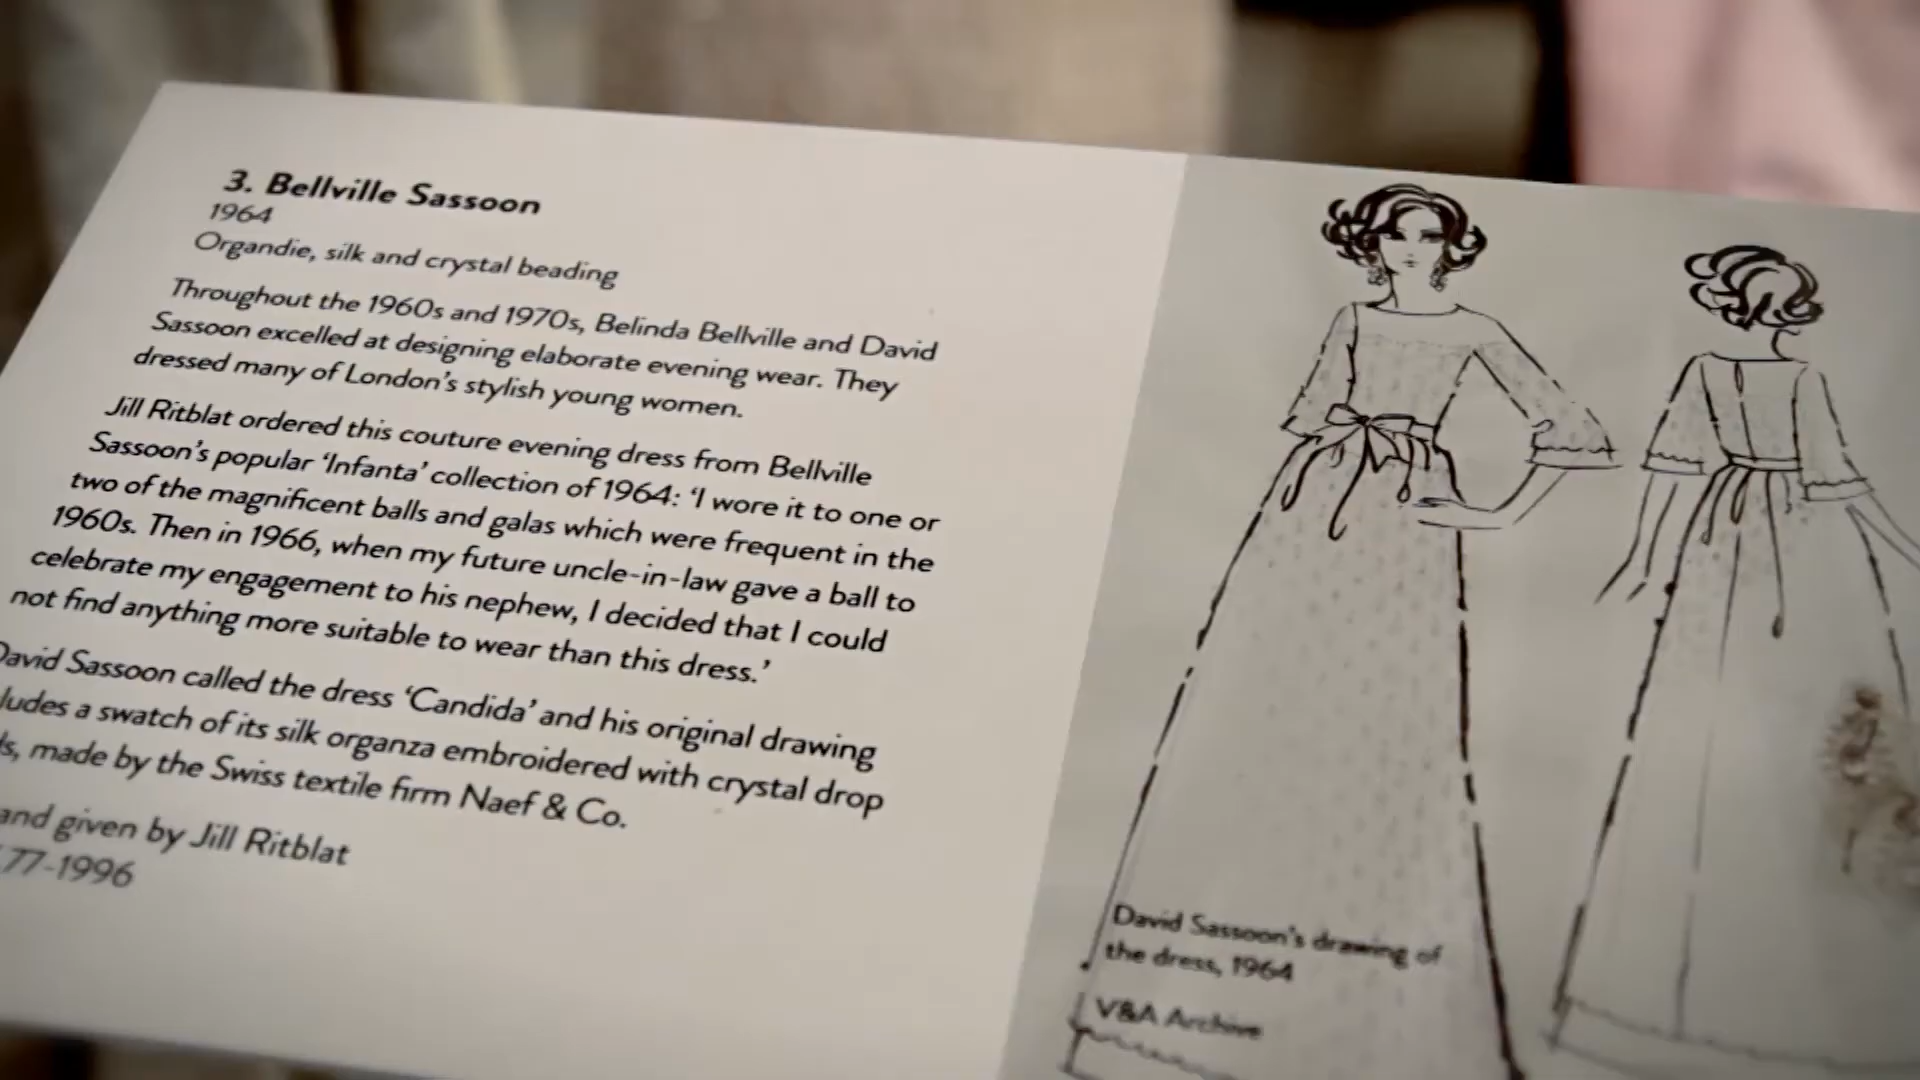 3. Bellville Sassoon
1964
Organdie, silk and crystal beading
Throughout the 1960s and 1970s, Belinda Bellville and David
Sassoon excelled at designing elaborate evening wear. They
dressed many of London's stylish young women.
Jill Ritblat ordered this couture evening dress from Bellville
Sassoon's popular 'Infanta' collection of 1964: 'I wore it to one or
two of the magnificent balls and galas which were frequent in the
1960s. Then in 1966, when my future uncle-in-law gave a ball to
celebrate my engagement to his nephew, I decided that I could
not find anything more suitable to wear than this dress.'
David Sassoon called the dress 'Candida' and his original drawing
ludes a swatch of its silk organza embroidered with crystal drop
ds, made by the Swiss textile firm Naef & Co.
and given by Jill Ritblat
77-1996
David Sassoon's drawing of
the dress, 1964
V&A Archive